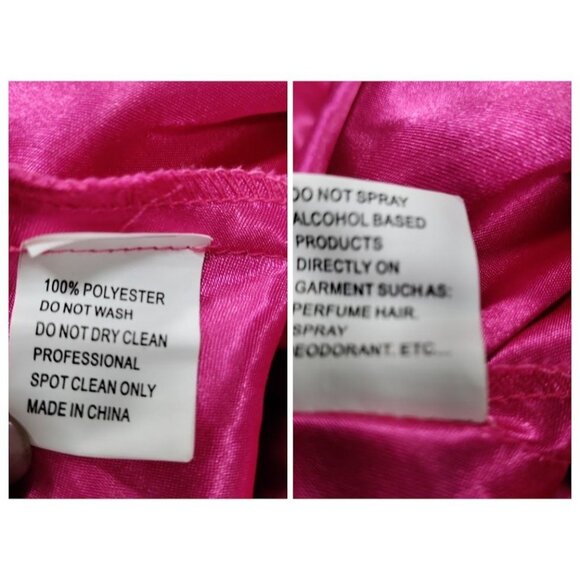 100% POLYESTER
DO NOT WASH
DO NOT DRY CLEAN
PROFESSIONAL
SPOT CLEAN ONLY
MADE IN CHINA
DO NOT SPRAY
ALCOHOL BASED
PRODUCTS
DIRECTLY ON
GARMENT SUCH AS:
PERFUME HAIR.
SPRAY
EODORANT. ETC...